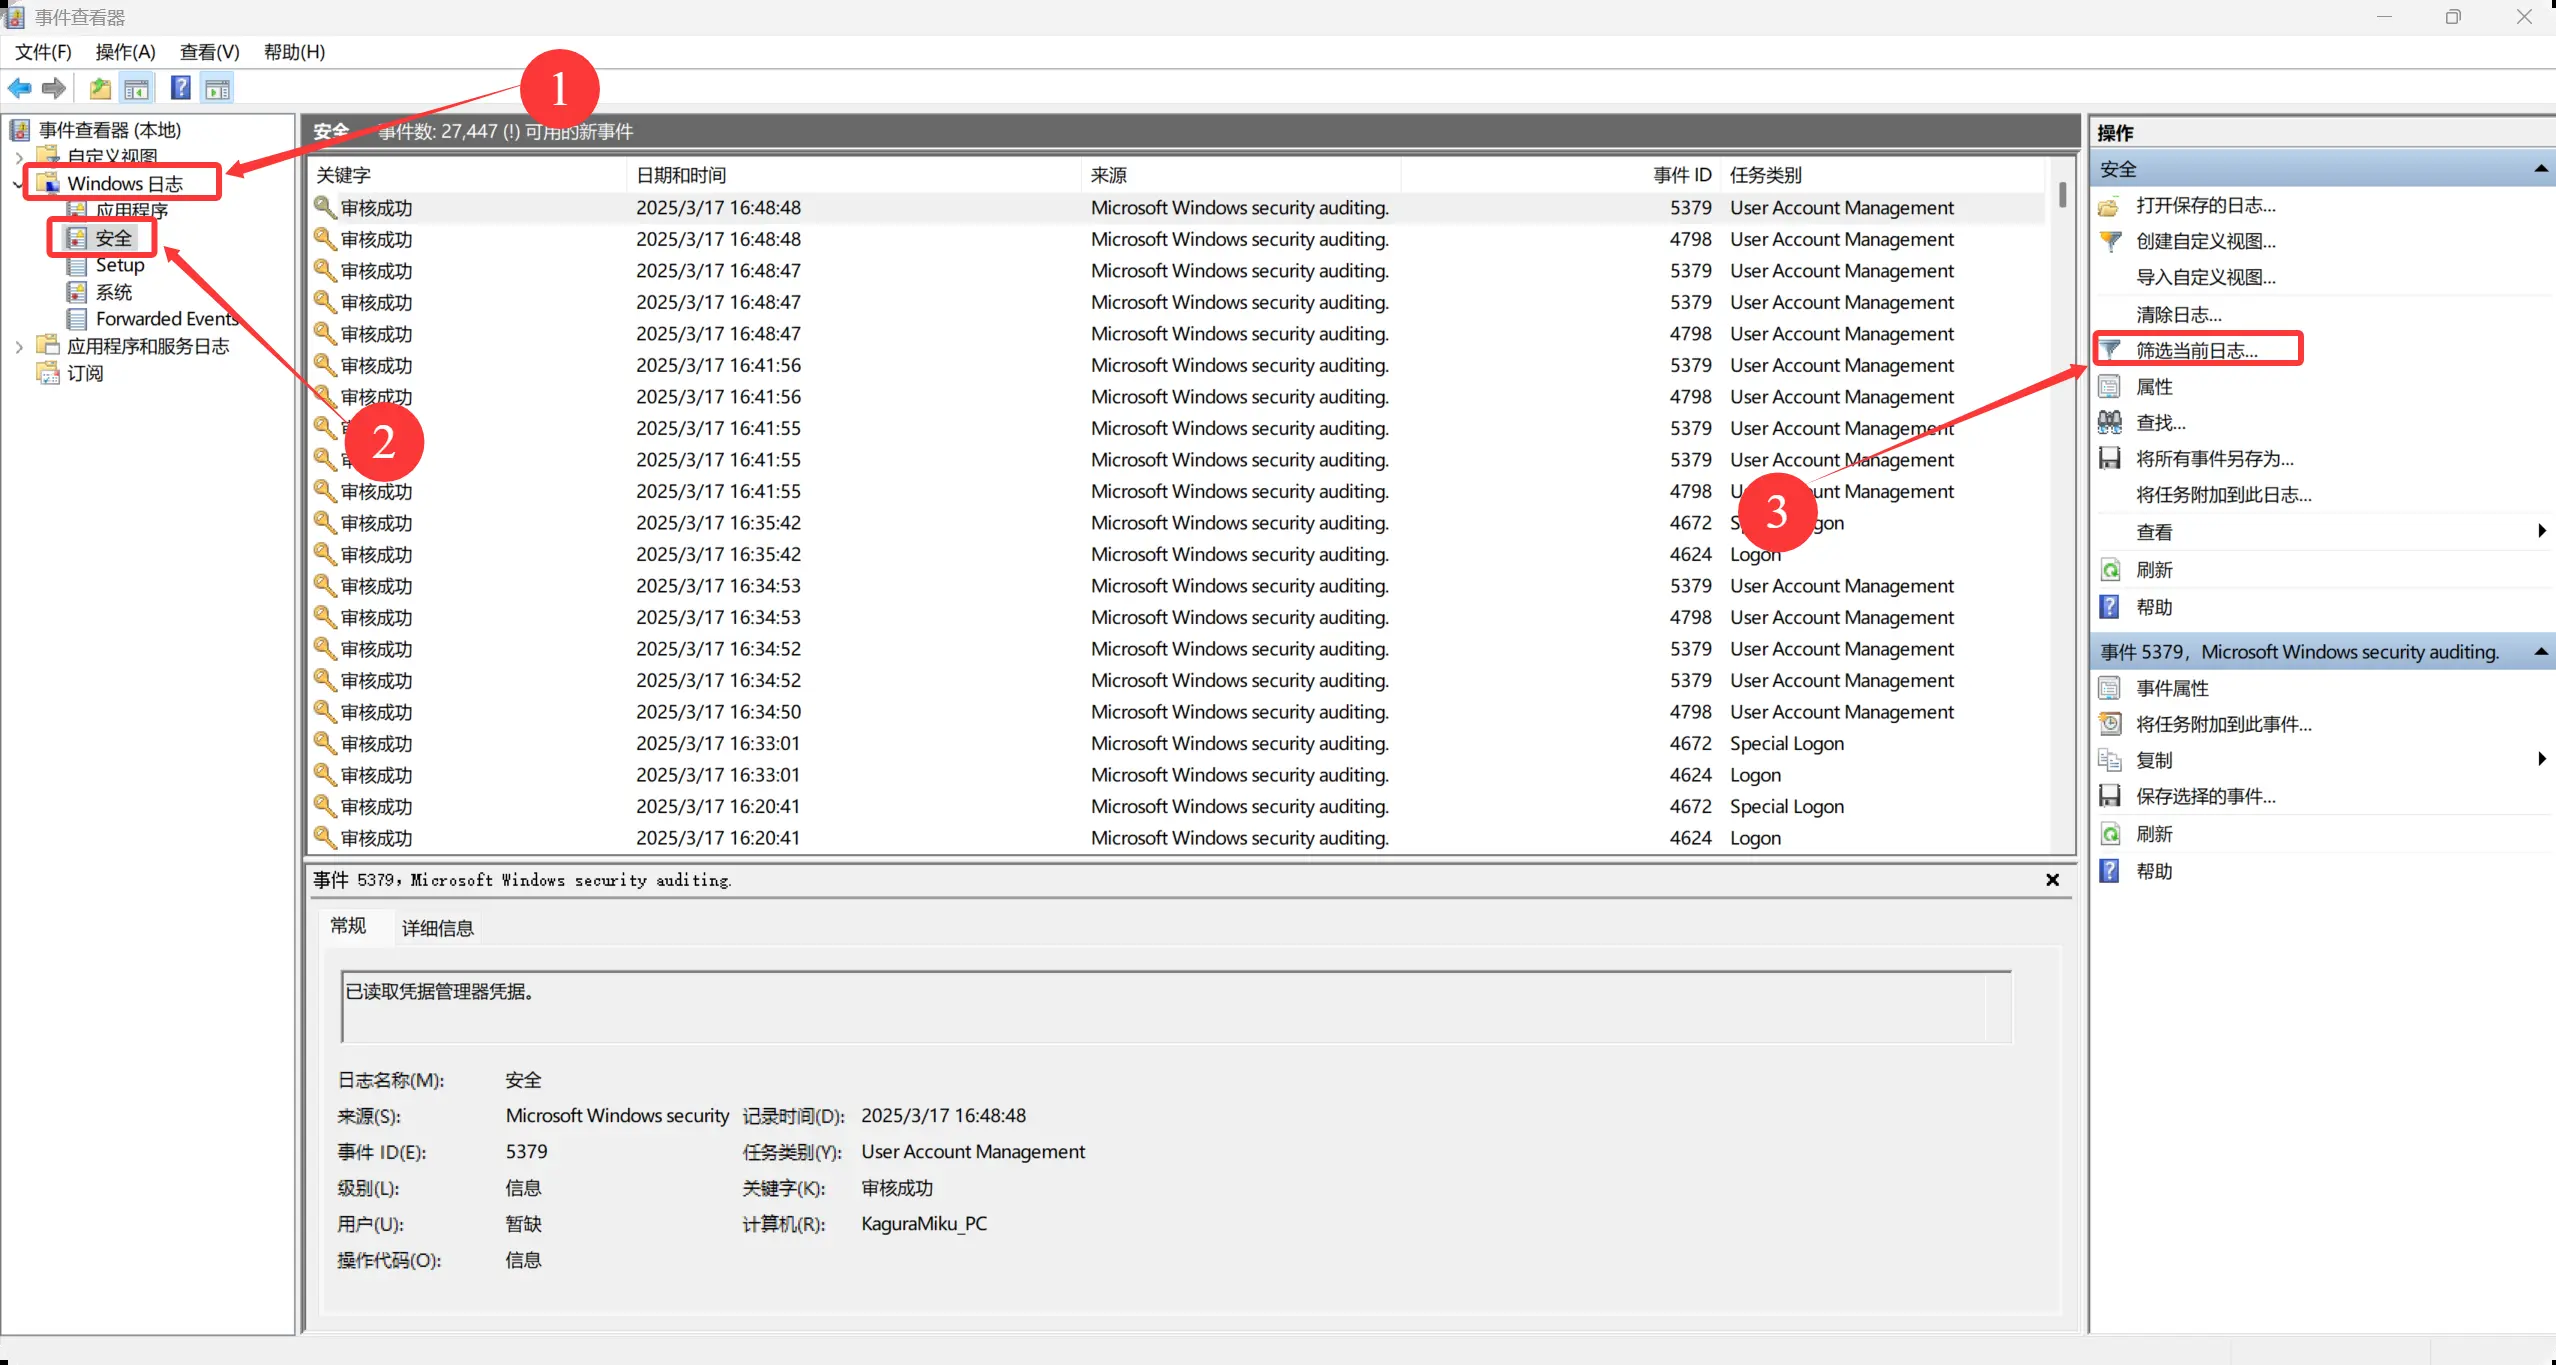 事件查看器
文件(F) 操作(A) 查看(V) 帮助(H)
1
事件查看器 (本地)
自定义视图
Windows 日志
应用程序
安全
Setup
系统
Forwarded Events
应用程序和服务日志
订阅
2
安全 事件数: 27,447 (!) 可用的新事件
关键字 日期和时间 来源 事件 ID 任务类别
审核成功 2025/3/17 16:48:48 Microsoft Windows security auditing. 5379 User Account Management
审核成功 2025/3/17 16:48:48 Microsoft Windows security auditing. 4798 User Account Management
审核成功 2025/3/17 16:48:47 Microsoft Windows security auditing. 5379 User Account Management
审核成功 2025/3/17 16:48:47 Microsoft Windows security auditing. 5379 User Account Management
审核成功 2025/3/17 16:48:47 Microsoft Windows security auditing. 4798 User Account Management
审核成功 2025/3/17 16:41:56 Microsoft Windows security auditing. 5379 User Account Management
审核成功 2025/3/17 16:41:56 Microsoft Windows security auditing. 4798 User Account Management
2025/3/17 16:41:55 Microsoft Windows security auditing. 5379 User Account Management
2025/3/17 16:41:55 Microsoft Windows security auditing. 5379 User Account Management
审核成功 2025/3/17 16:41:55 Microsoft Windows security auditing. 4798 User Account Management
审核成功 2025/3/17 16:35:42 Microsoft Windows security auditing. 4672 Special Logon
审核成功 2025/3/17 16:35:42 Microsoft Windows security auditing. 4624 Logon
审核成功 2025/3/17 16:34:53 Microsoft Windows security auditing. 5379 User Account Management
审核成功 2025/3/17 16:34:53 Microsoft Windows security auditing. 4798 User Account Management
审核成功 2025/3/17 16:34:52 Microsoft Windows security auditing. 5379 User Account Management
审核成功 2025/3/17 16:34:52 Microsoft Windows security auditing. 5379 User Account Management
审核成功 2025/3/17 16:34:50 Microsoft Windows security auditing. 4798 User Account Management
审核成功 2025/3/17 16:33:01 Microsoft Windows security auditing. 4672 Special Logon
审核成功 2025/3/17 16:33:01 Microsoft Windows security auditing. 4624 Logon
审核成功 2025/3/17 16:20:41 Microsoft Windows security auditing. 4672 Special Logon
审核成功 2025/3/17 16:20:41 Microsoft Windows security auditing. 4624 Logon
3
事件 5379，Microsoft Windows security auditing.
常规 详细信息
已读取凭据管理器凭据。
日志名称(M): 安全
来源(S): Microsoft Windows security 记录时间(D): 2025/3/17 16:48:48
事件 ID(E): 5379 任务类别(Y): User Account Management
级别(L): 信息 关键字(K): 审核成功
用户(U): 暂缺 计算机(R): KaguraMiku_PC
操作代码(O): 信息
操作
安全
打开保存的日志...
创建自定义视图...
导入自定义视图...
清除日志...
筛选当前日志...
属性
查找...
将所有事件另存为...
将任务附加到此日志...
查看
刷新
帮助
事件 5379，Microsoft Windows security auditing.
事件属性
将任务附加到此事件...
复制
保存选择的事件...
刷新
帮助